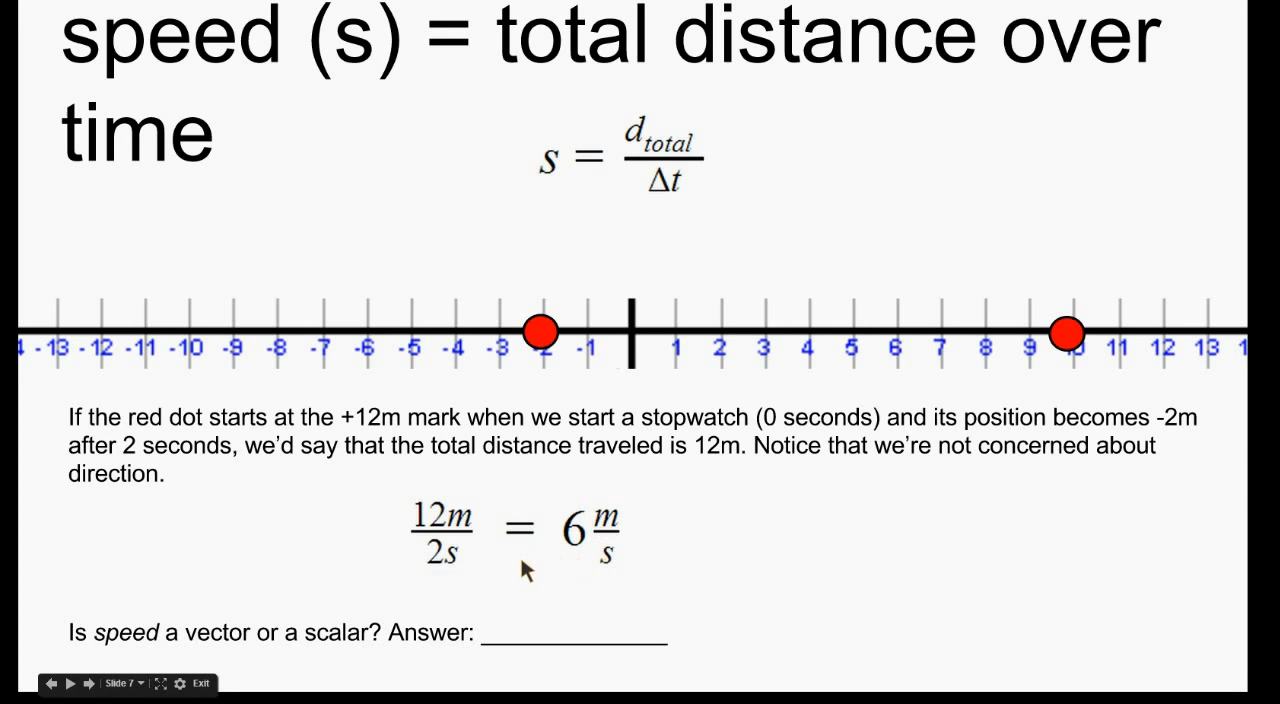 speed (s) = total distance over
time
s = d_total / Δt
-13 -12 -11 -10 -9 -8 -7 -6 -5 -4 -3 -2 -1 1 2 3 4 5 6 7 8 9 10 11 12 13 1
If the red dot starts at the +12m mark when we start a stopwatch (0 seconds) and its position becomes -2m
after 2 seconds, we'd say that the total distance traveled is 12m. Notice that we're not concerned about
direction.
12m / 2s = 6 m / s
Is speed a vector or a scalar? Answer: ________________
Slide 7 Exit